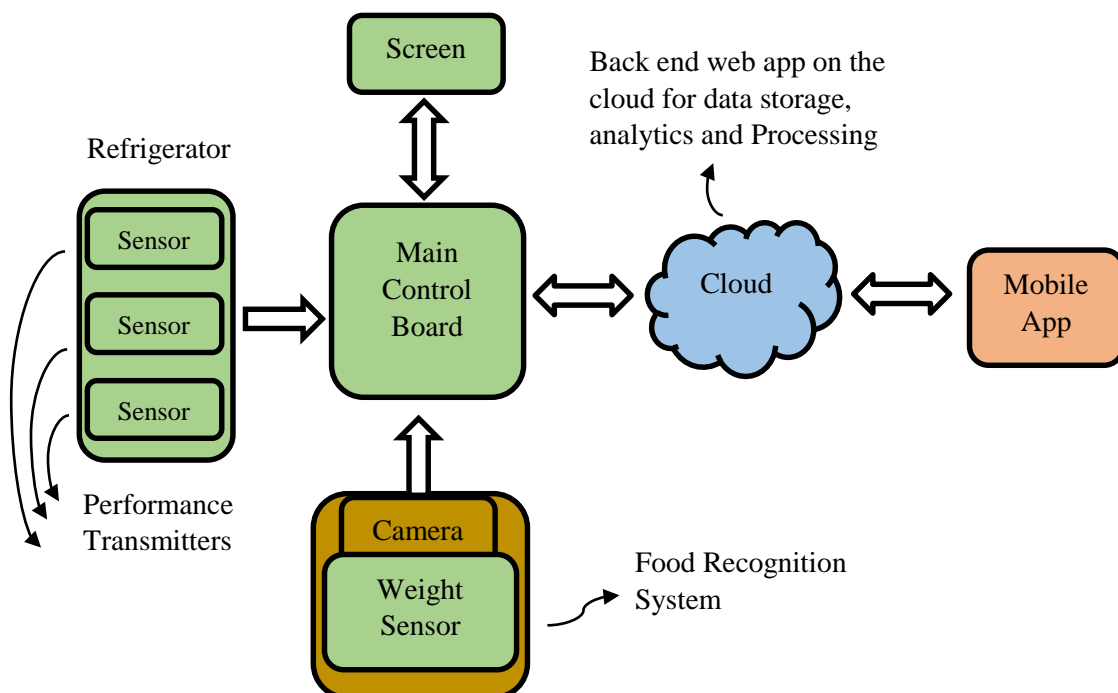 Screen
Back end web app on the
cloud for data storage,
analytics and Processing
Refrigerator
Sensor
Sensor
Sensor
Main
Control
Board
Cloud
Mobile
App
Performance
Transmitters
Camera
Weight
Sensor
Food Recognition
System